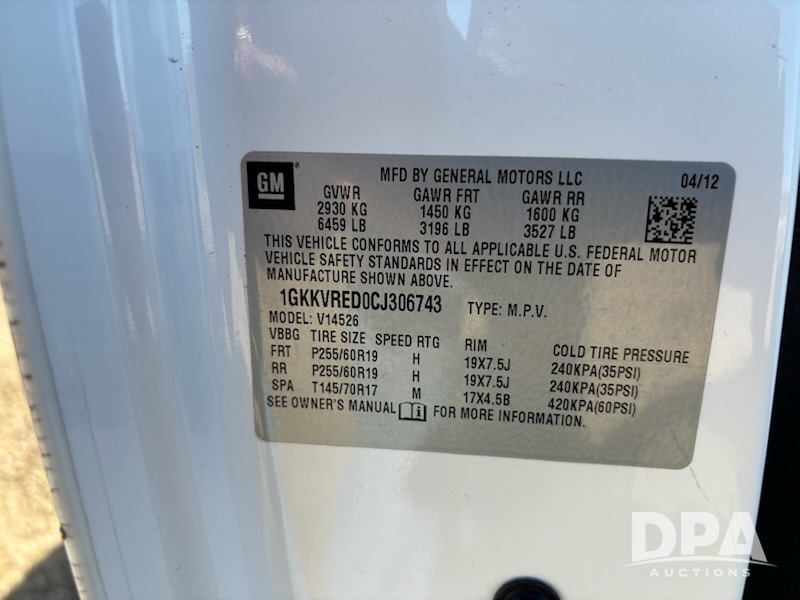 GM
MFD BY GENERAL MOTORS LLC 04/12
GVWR GAWR FRT GAWR RR
2930 KG 1450 KG 1600 KG
6459 LB 3196 LB 3527 LB
THIS VEHICLE CONFORMS TO ALL APPLICABLE U.S. FEDERAL MOTOR
VEHICLE SAFETY STANDARDS IN EFFECT ON THE DATE OF
MANUFACTURE SHOWN ABOVE.
1GKKVRED0CJ306743 TYPE: M.P.V.
MODEL: V14526
VBBG TIRE SIZE SPEED RTG RIM COLD TIRE PRESSURE
FRT P255/60R19 H 19X7.5J 240KPA(35PSI)
RR P255/60R19 H 19X7.5J 240KPA(35PSI)
SPA T145/70R17 M 17X4.5B 420KPA(60PSI)
SEE OWNER'S MANUAL FOR MORE INFORMATION.
DPA
AUCTIONS